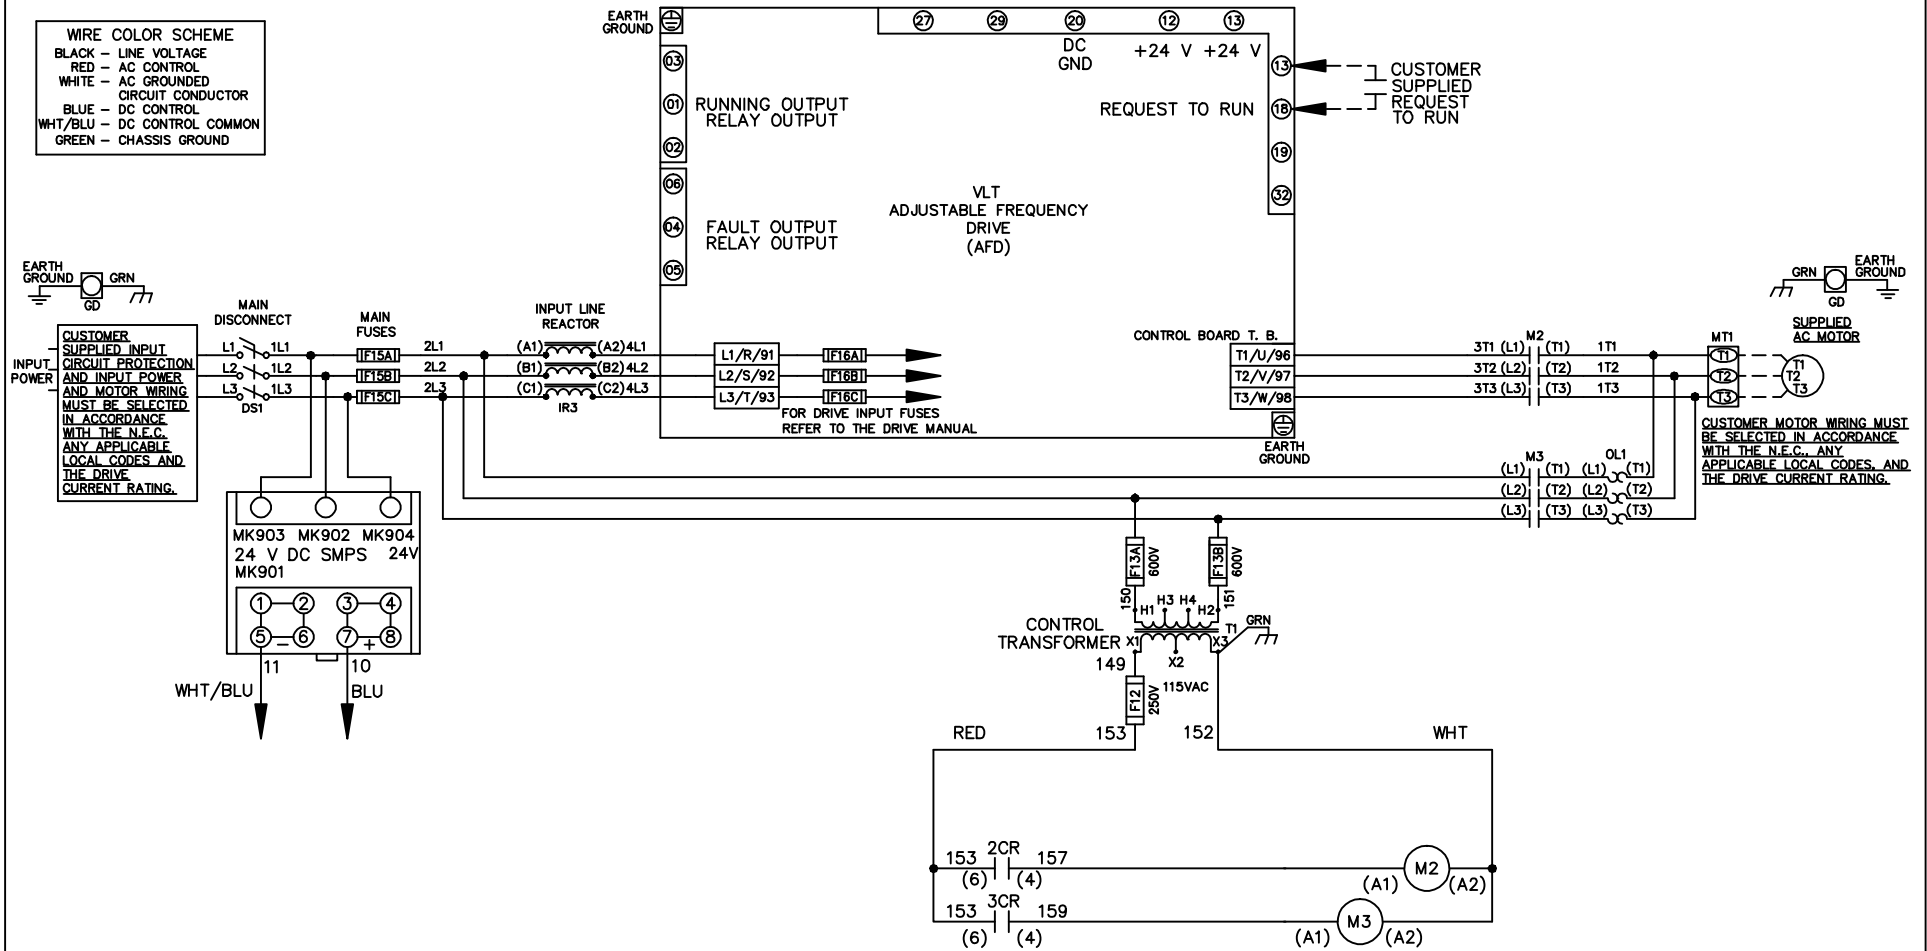 WIRE COLOR SCHEME
BLACK – LINE VOLTAGE
RED – AC CONTROL
WHITE – AC GROUNDED
CIRCUIT CONDUCTOR
BLUE – DC CONTROL
WHT/BLU – DC CONTROL COMMON
GREEN – CHASSIS GROUND
EARTH
GROUND
27 29 20 12 13
DC
GND
+24 V +24 V
03
01
02
RUNNING OUTPUT
RELAY OUTPUT
06
04
05
FAULT OUTPUT
RELAY OUTPUT
REQUEST TO RUN
13
18
19
32
CUSTOMER
SUPPLIED
REQUEST
TO RUN
VLT
ADJUSTABLE FREQUENCY
DRIVE
(AFD)
EARTH
GROUND
GRN
GD
INPUT
POWER
CUSTOMER
SUPPLIED INPUT
CIRCUIT PROTECTION
AND INPUT POWER
AND MOTOR WIRING
MUST BE SELECTED
IN ACCORDANCE
WITH THE N.E.C.
ANY APPLICABLE
LOCAL CODES AND
THE DRIVE
CURRENT RATING.
MAIN
DISCONNECT
L1 1L1
L2 1L2
L3 1L3
DS1
MAIN
FUSES
F15A
F15B
F15C
2L1
2L2
2L3
INPUT LINE
REACTOR
(A1) (A2) 4L1
(B1) (B2) 4L2
(C1) (C2) 4L3
IR3
L1/R/91
L2/S/92
L3/T/93
F16A
F16B
F16C
FOR DRIVE INPUT FUSES
REFER TO THE DRIVE MANUAL
CONTROL BOARD T. B.
T1/U/96
T2/V/97
T3/W/98
EARTH
GROUND
M2
3T1 (L1) (T1) 1T1
3T2 (L2) (T2) 1T2
3T3 (L3) (T3) 1T3
MT1
T1
T2
T3
T1
T2
T3
GRN
GD
EARTH
GROUND
SUPPLIED
AC MOTOR
CUSTOMER MOTOR WIRING MUST
BE SELECTED IN ACCORDANCE
WITH THE N.E.C., ANY
APPLICABLE LOCAL CODES, AND
THE DRIVE CURRENT RATING.
M3 OL1
(L1) (T1) (L1) (T1)
(L2) (T2) (L2) (T2)
(L3) (T3) (L3) (T3)
MK903 MK902 MK904
24 V DC SMPS 24V
MK901
1 2 3 4
5 – 6 7 + 8
11 10
WHT/BLU BLU
F13A 600V
F13B 600V
150 151
H1 H3 H4 H2
CONTROL
TRANSFORMER
X1 X2 X3
T1
GRN
149
115VAC
F12 250V
153 152
RED WHT
153 2CR 157
(6) (4)
M2
(A1) (A2)
153 3CR 159
(6) (4)
M3
(A1) (A2)